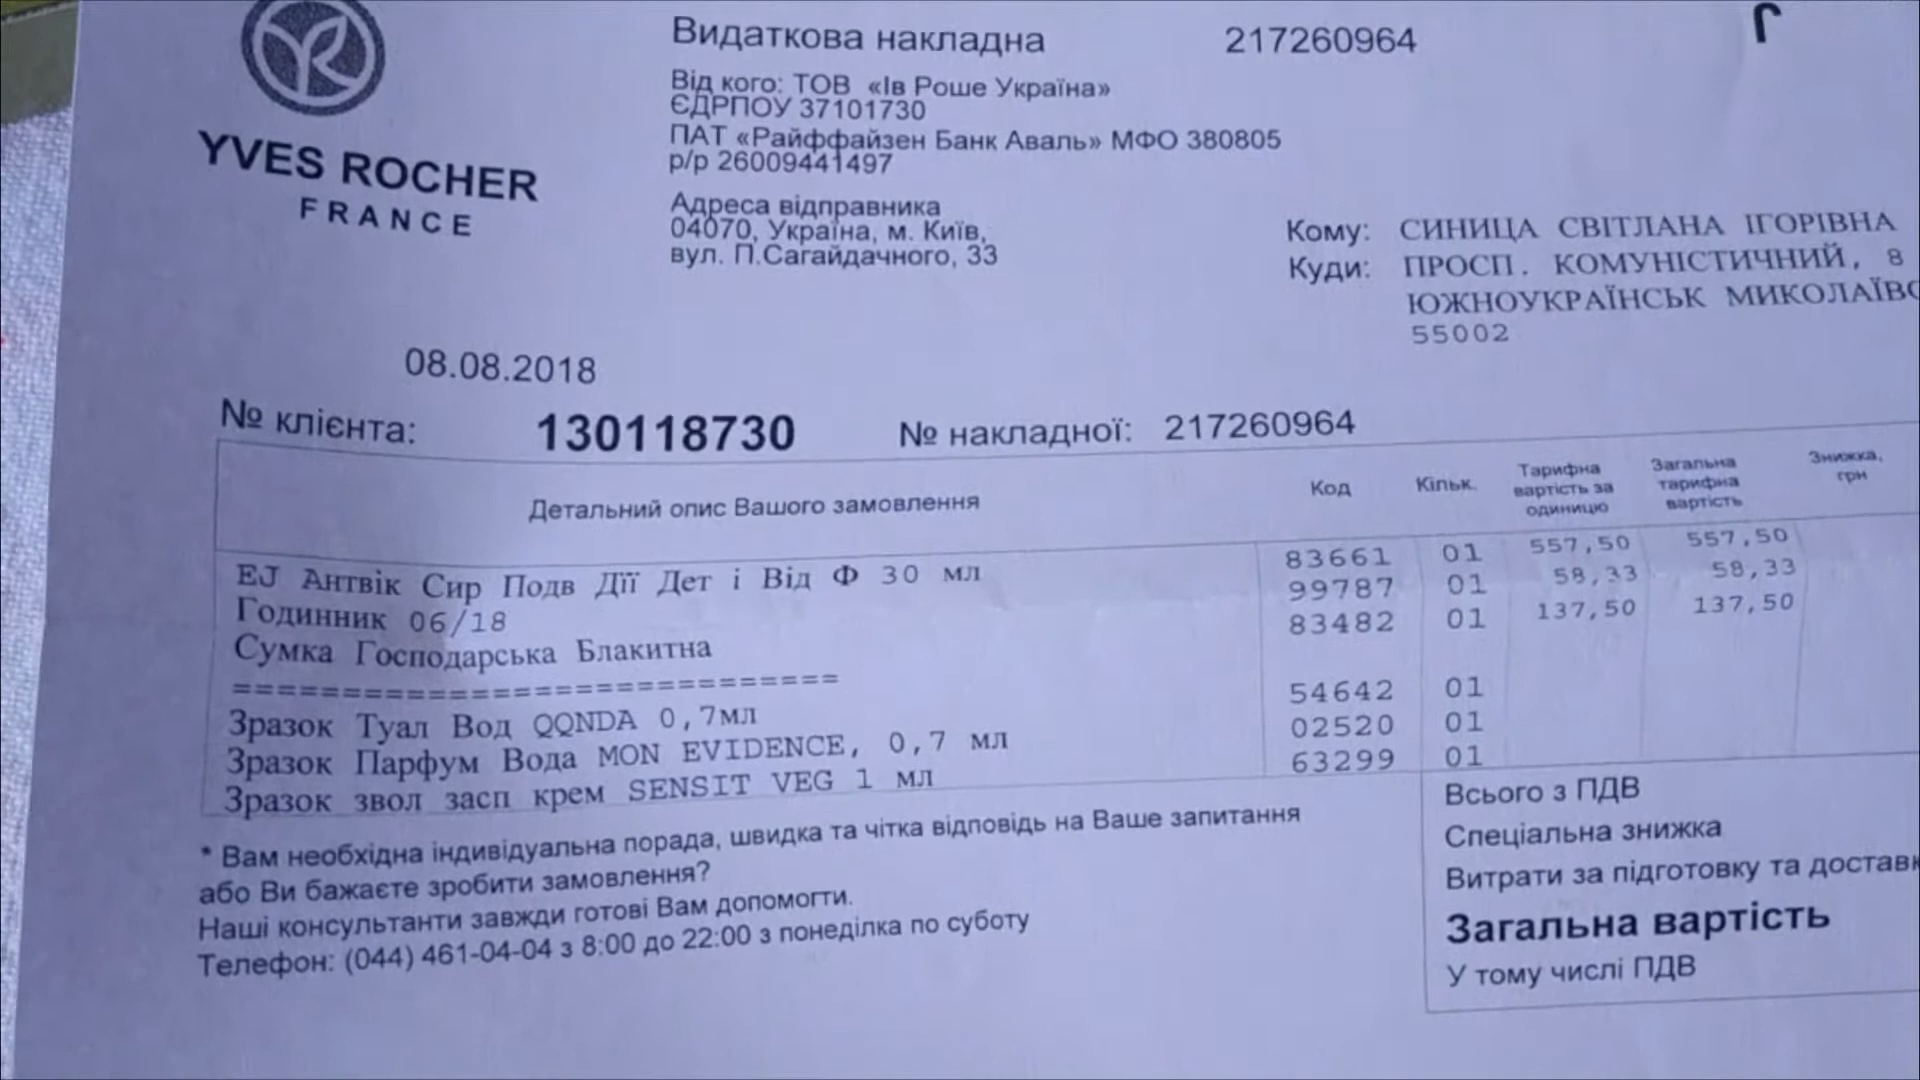 YVES ROCHER
FRANCE
Видаткова накладна 217260964
Від кого: ТОВ «Ів Роше Україна»
ЄДРПОУ 37101730
ПАТ «Райффайзен Банк Аваль» МФО 380805
р/р 26009441497
Адреса відправника
04070, Україна, м. Київ,
вул. П.Сагайдачного, 33
Кому: СИНИЦА СВІТЛАНА ІГОРІВНА
Куди: ПРОСП. КОМУНІСТИЧНИЙ, 8
ЮЖНОУКРАЇНСЬК
55002
08.08.2018
№ клієнта: 130118730 № накладної: 217260964
Детальний опис Вашого замовлення Код Кільк. Тарифна вартість за одиницю Загальна тарифна вартість Знижка, грн
EJ Антвік Сир Подв Дії Дет і Від Ф 30 мл 83661 01 557,50 557,50
Годинник 06/18 99787 01 58,33 58,33
Сумка Господарська Блакитна 83482 01 137,50 137,50
==============================
Зразок Туал Вод QQNDA 0,7мл 54642 01
Зразок Парфум Вода MON EVIDENCE, 0,7 мл 02520 01
Зразок звол засп крем SENSIT VEG 1 мл 63299 01
* Вам необхідна індивідуальна порада, швидка та чітка відповідь на Ваше запитання
або Ви бажаєте зробити замовлення?
Наші консультанти завжди готові Вам допомогти.
Телефон: (044) 461-04-04 з 8:00 до 22:00 з понеділка по суботу
Всього з ПДВ
Спеціальна знижка
Витрати за підготовку та
Загальна вартість
У тому числі ПДВ